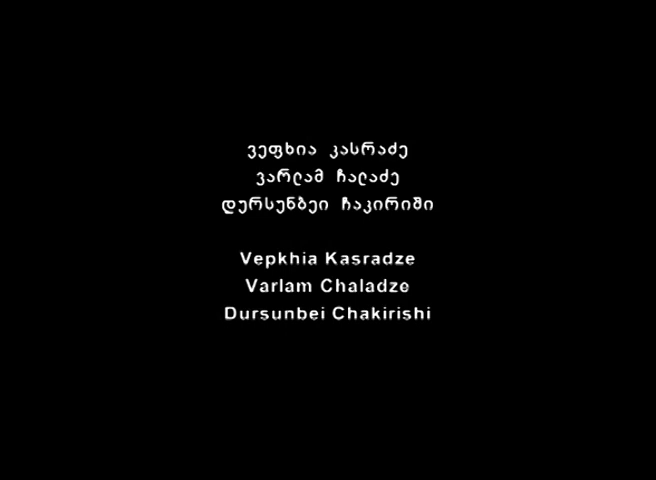 ვეფხია კასრაძე
ვარლამ ჩალაძე
დურსუნბეი ჩაკირიში
Vepkhia Kasradze
Varlam Chaladze
Dursunbei Chakirishi